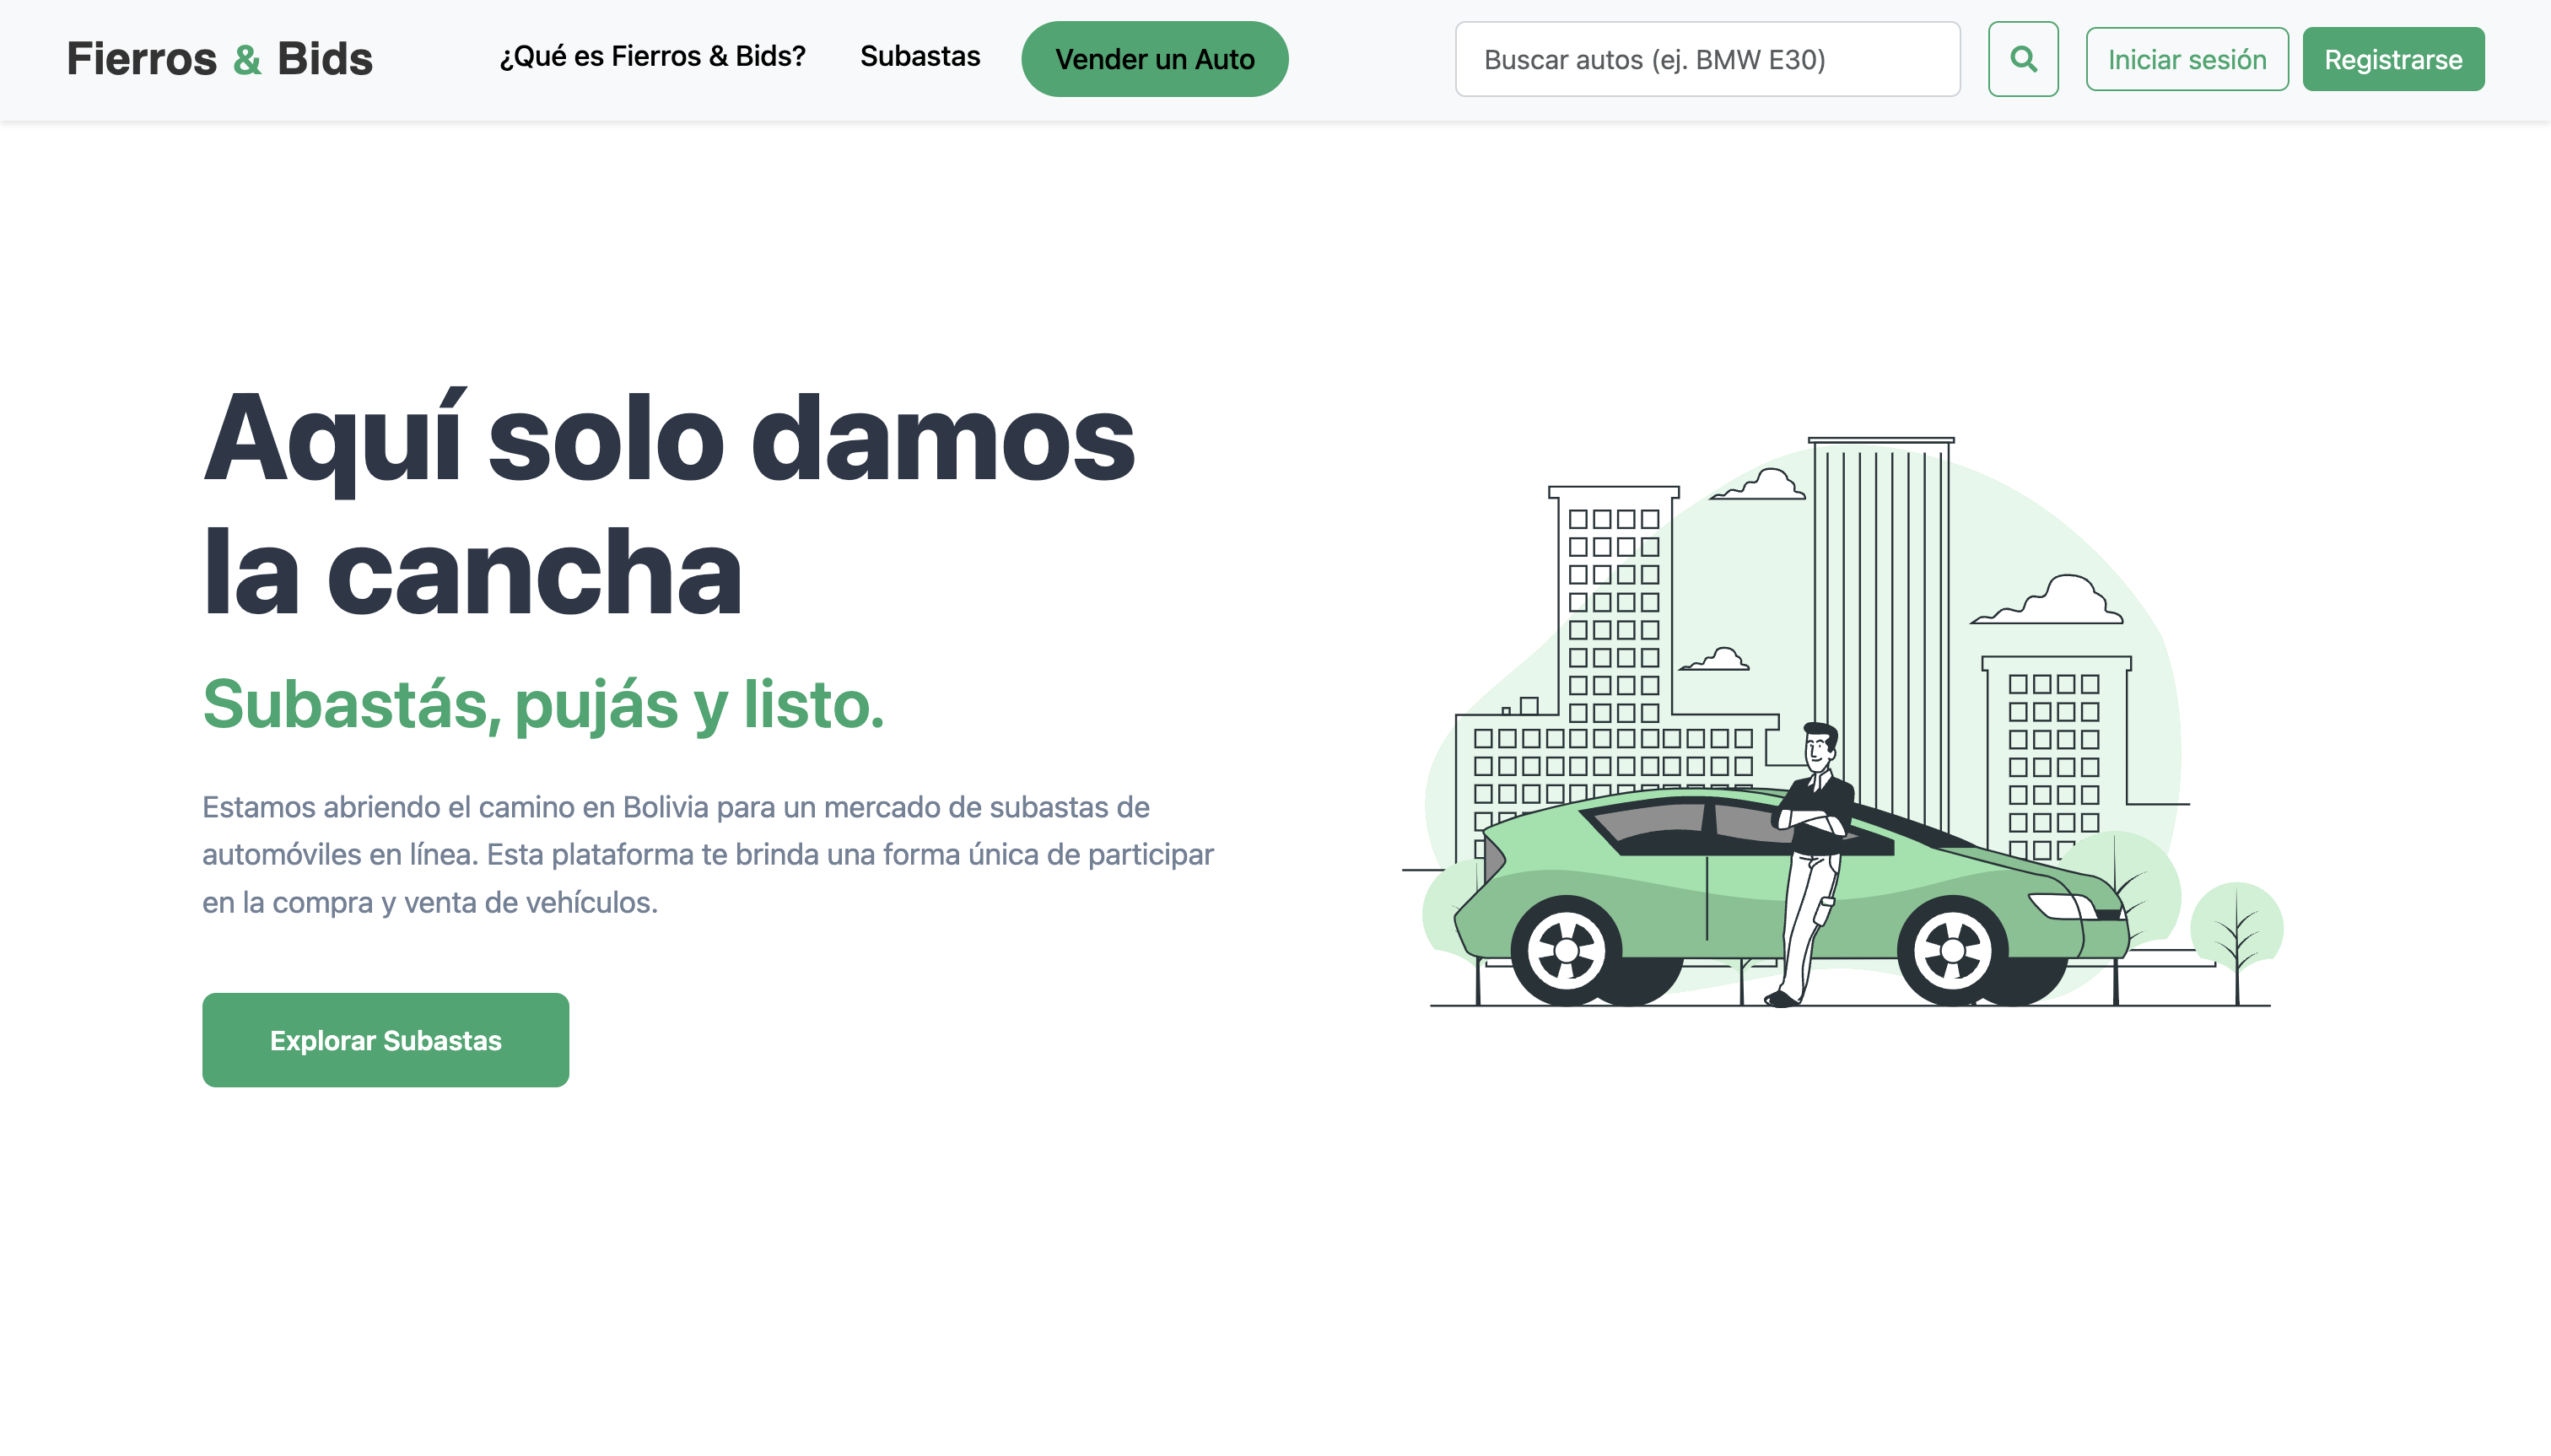 Fierros & Bids
¿Qué es Fierros & Bids?
Subastas
Vender un Auto
Buscar autos (ej. BMW E30)
Iniciar sesión
Registrarse
Aquí solo damos
la cancha
Subastás, pujás y listo.
Estamos abriendo el camino en Bolivia para un mercado de subastas de
automóviles en línea. Esta plataforma te brinda una forma única de participar
en la compra y venta de vehículos.
Explorar Subastas